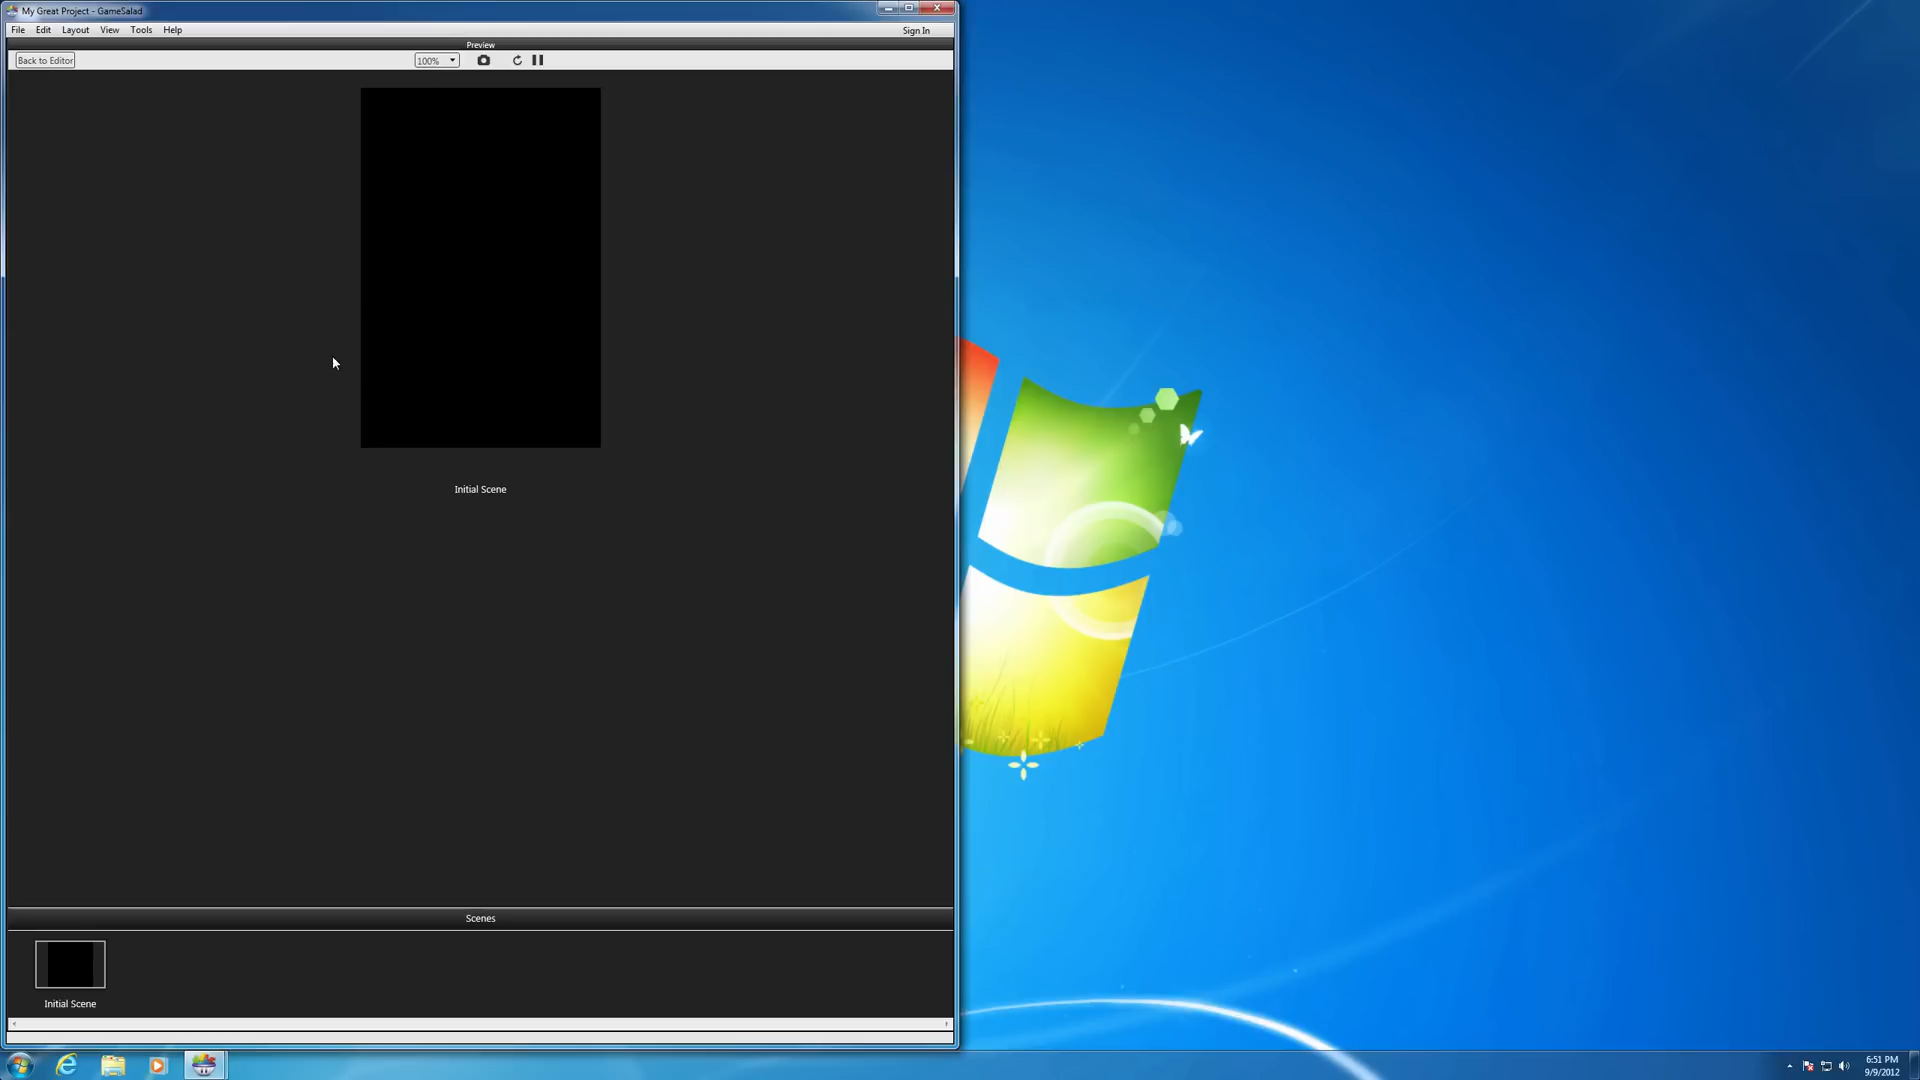 My Great Project - GameSalad
File Edit Layout View Tools Help Sign In
Preview
Back to Editor 100%
Initial Scene
Scenes
Initial Scene
6:51 PM
9/9/2012